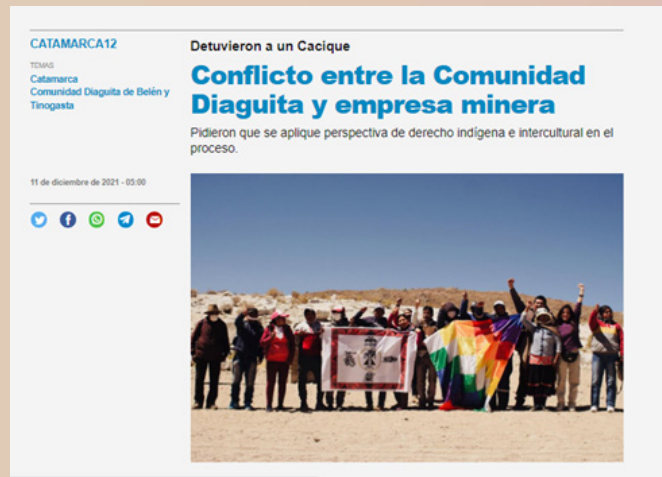 CATAMARCA12
TEMAS
Catamarca
Comunidad Diaguita de Belén y
Tinogasta
11 de diciembre de 2021 - 05:00
Detuvieron a un Cacique
Conflicto entre la Comunidad
Diaguita y empresa minera
Pidieron que se aplique perspectiva de derecho indígena e intercultural en el
proceso.